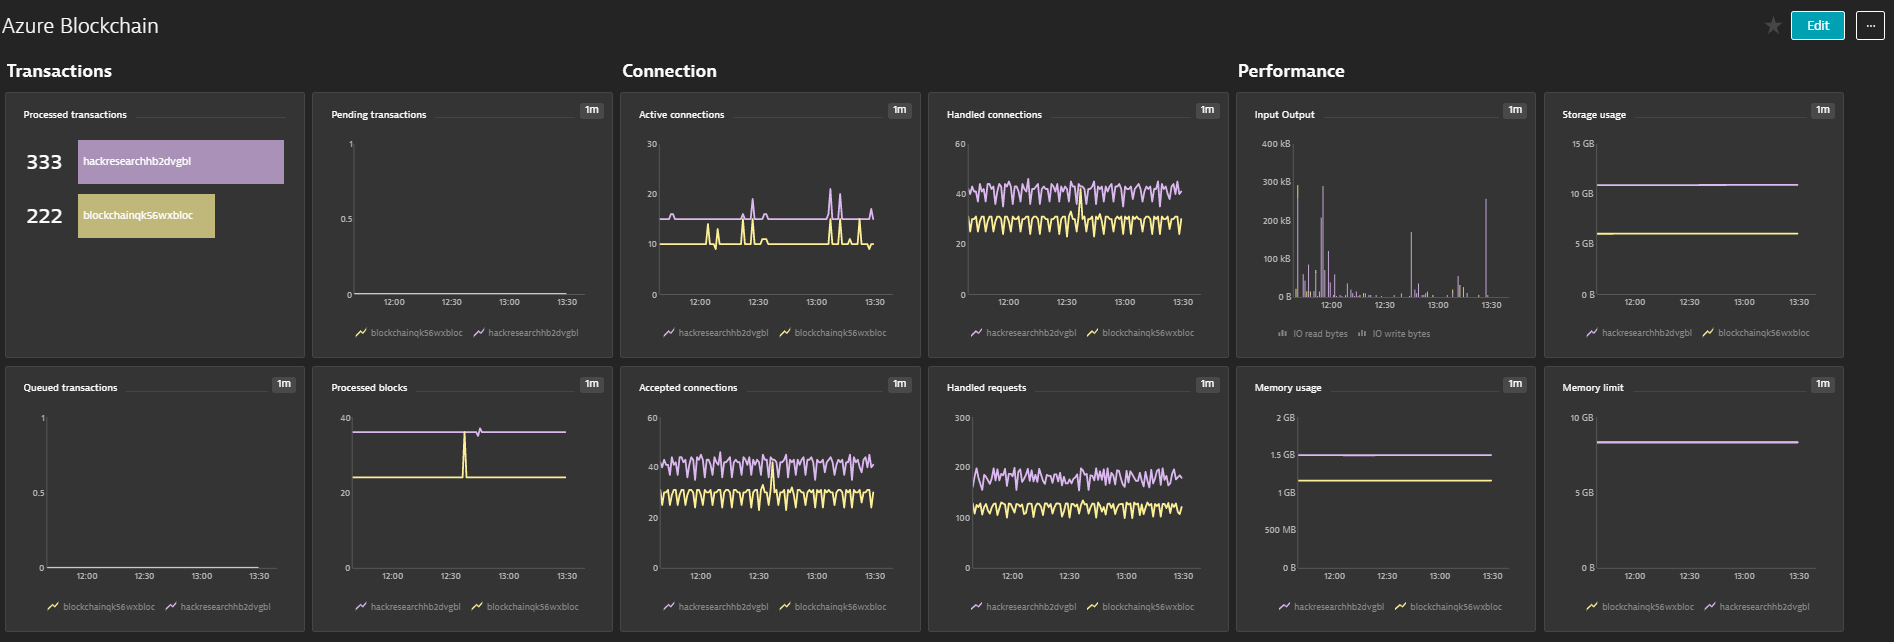 Azure Blockchain
Edit
...
Transactions
Connection
Performance
Processed transactions
333
hackresearchhb2dvgbl
222
blockchainqk56wxbloc
Pending transactions
1m
1
0.5
0
12:00 12:30 13:00 13:30
blockchainqk56wxbloc hackresearchhb2dvgbl
Active connections
1m
30
20
10
0
12:00 12:30 13:00 13:30
hackresearchhb2dvgbl blockchainqk56wxbloc
Handled connections
1m
60
40
20
0
12:00 12:30 13:00 13:30
hackresearchhb2dvgbl blockchainqk56wxbloc
Input Output
1m
400 kB
300 kB
200 kB
100 kB
0 B
12:00 12:30 13:00 13:30
IO read bytes IO write bytes
Storage usage
1m
15 GB
10 GB
5 GB
0 B
12:00 12:30 13:00 13:30
hackresearchhb2dvgbl blockchainqk56wxbloc
Queued transactions
1m
1
0.5
0
12:00 12:30 13:00 13:30
blockchainqk56wxbloc hackresearchhb2dvgbl
Processed blocks
1m
40
20
0
12:00 12:30 13:00 13:30
hackresearchhb2dvgbl blockchainqk56wxbloc
Accepted connections
1m
60
40
20
0
12:00 12:30 13:00 13:30
hackresearchhb2dvgbl blockchainqk56wxbloc
Handled requests
1m
300
200
100
0
12:00 12:30 13:00 13:30
hackresearchhb2dvgbl blockchainqk56wxbloc
Memory usage
1m
2 GB
1.5 GB
1 GB
500 MB
0 B
12:00 12:30 13:00 13:30
hackresearchhb2dvgbl blockchainqk56wxbloc
Memory limit
1m
10 GB
5 GB
0 B
12:00 12:30 13:00 13:30
blockchainqk56wxbloc hackresearchhb2dvgbl